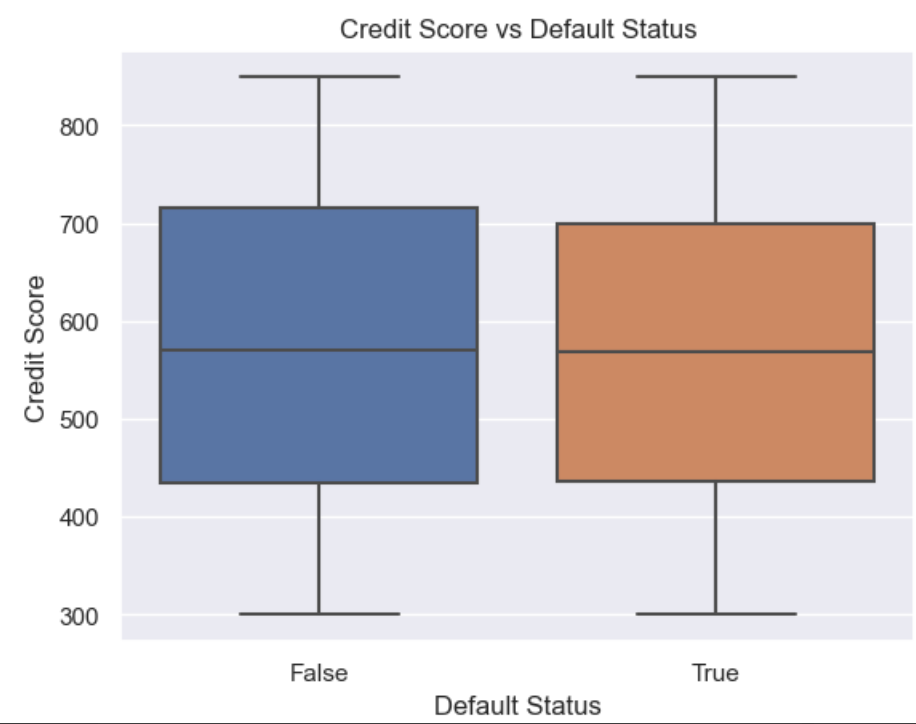 Credit Score vs Default Status
800
700
600
500
400
300
Credit Score
False True
Default Status